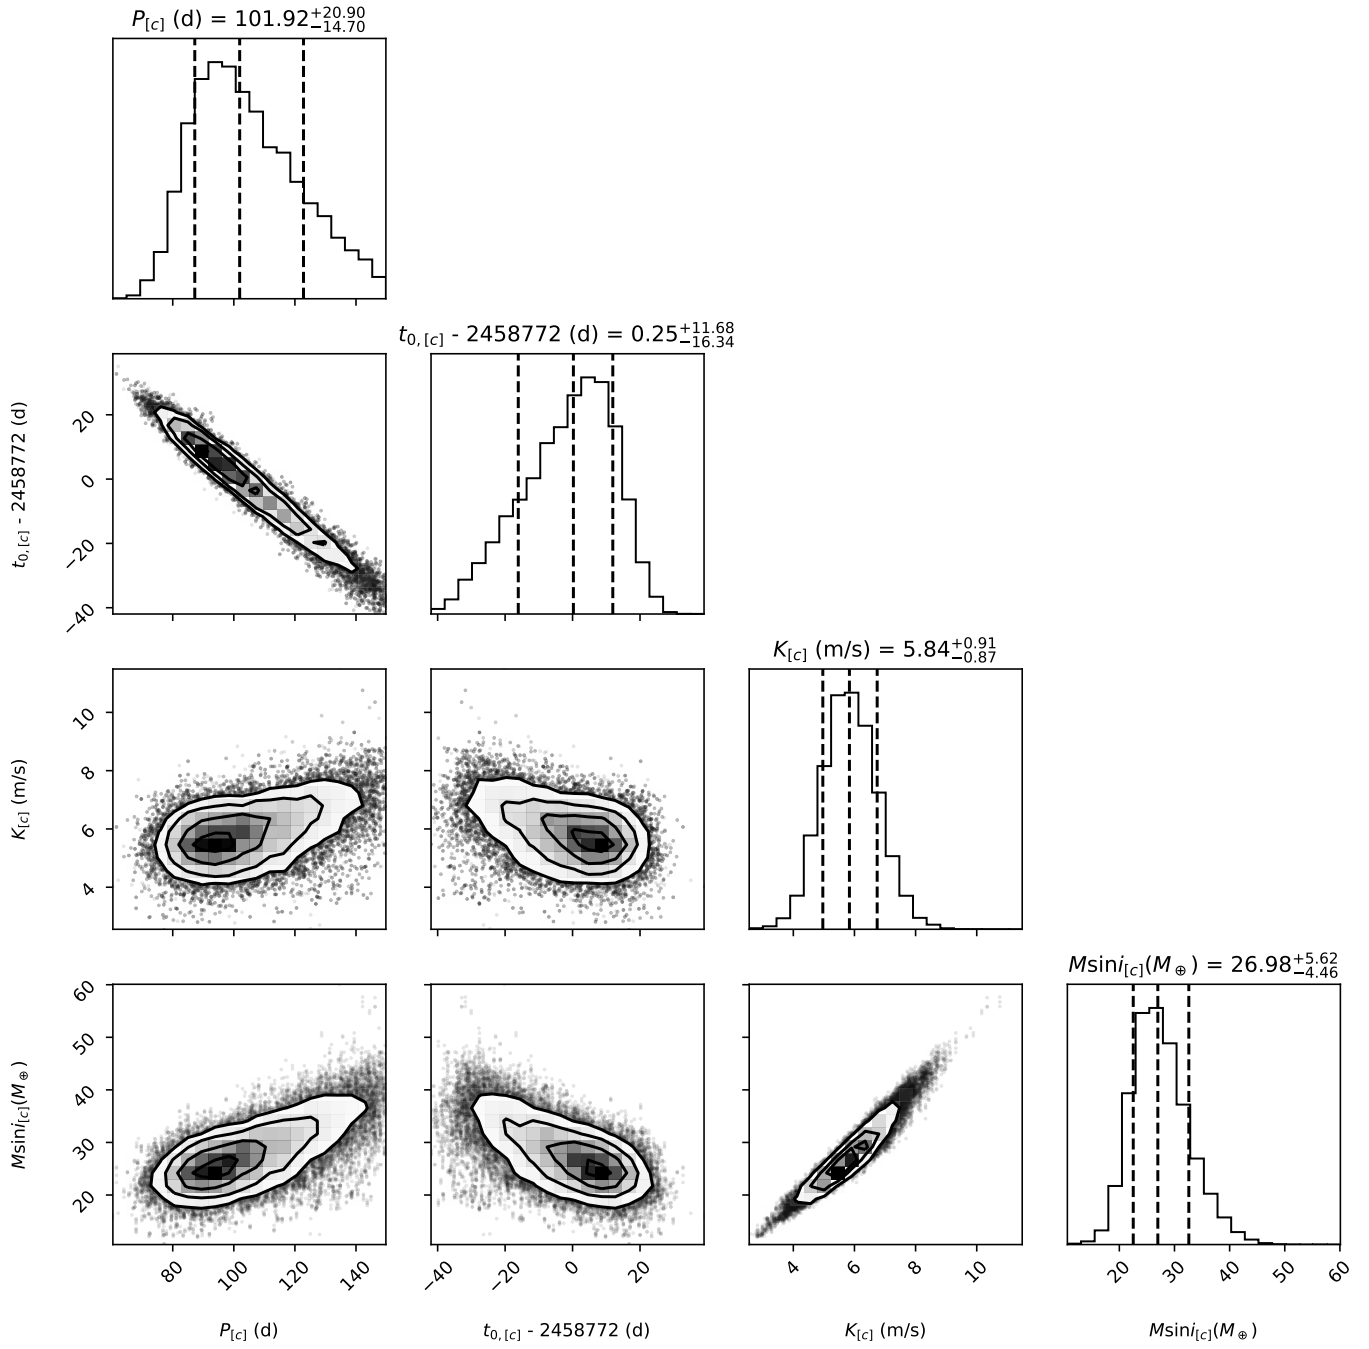 P[c] (d) = 101.92+20.90−14.70
t0,[c] - 2458772 (d) = 0.25+11.68−16.34
t0,[c] - 2458772 (d)
20
0
−20
−40
K[c] (m/s) = 5.84+0.91−0.87
K[c] (m/s)
10
8
6
4
Msini[c](M⊕) = 26.98+5.62−4.46
Msini[c](M⊕)
60
50
40
30
20
80 100 120 140 −40 −20 0 20 4 6 8 10 20 30 40 50 60
P[c] (d) t0,[c] - 2458772 (d) K[c] (m/s) Msini[c](M⊕)